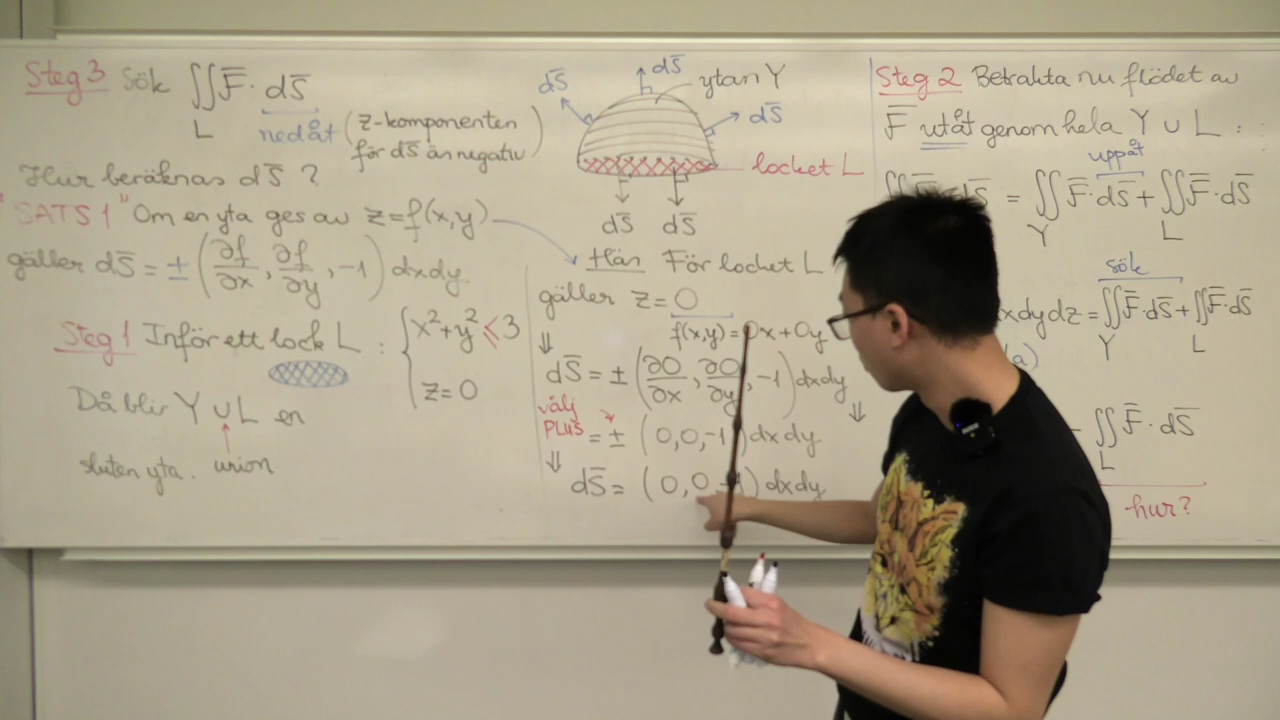 Steg 3 Sök ∬F̄·dS̄
L
nedåt (z-komponenten
för dS̄ är negativ)
Hur beräknas dS̄ ?
"SATS 1" Om en yta ges av z=f(x,y)
gäller dS̄ = ±(∂f/∂x, ∂f/∂y, -1) dxdy
Steg 1 Inför ett lock L : { x²+y² ≤ 3
z=0
Då blir Y ∪ L en
sluten yta. union
dS̄
dS̄
ytan Y
dS̄
locket L
dS̄ dS̄
Här För locket L
gäller z=0
f(x,y)=0x+0y
⇓
dS̄ = ±(∂0/∂x, ∂0/∂y, -1)dxdy
välj
PLUS = ± (0,0,-1)dxdy
⇓
⇓ dS̄ = (0,0,-1)dxdy
Steg 2 Betrakta nu flödet av
F̄ utåt genom hela Y ∪ L :
uppåt
= ∬F̄·dS̄ + ∬F̄·dS̄
Y L
sök
xdydz = ∬F̄·dS̄ + ∬F̄·dS̄
Y L
- ∬F̄·dS̄
L
hur?